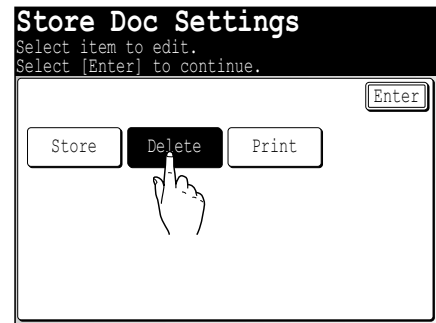 Store Doc Settings
Select item to edit.
Select [Enter] to continue.
Enter
Store Delete Print